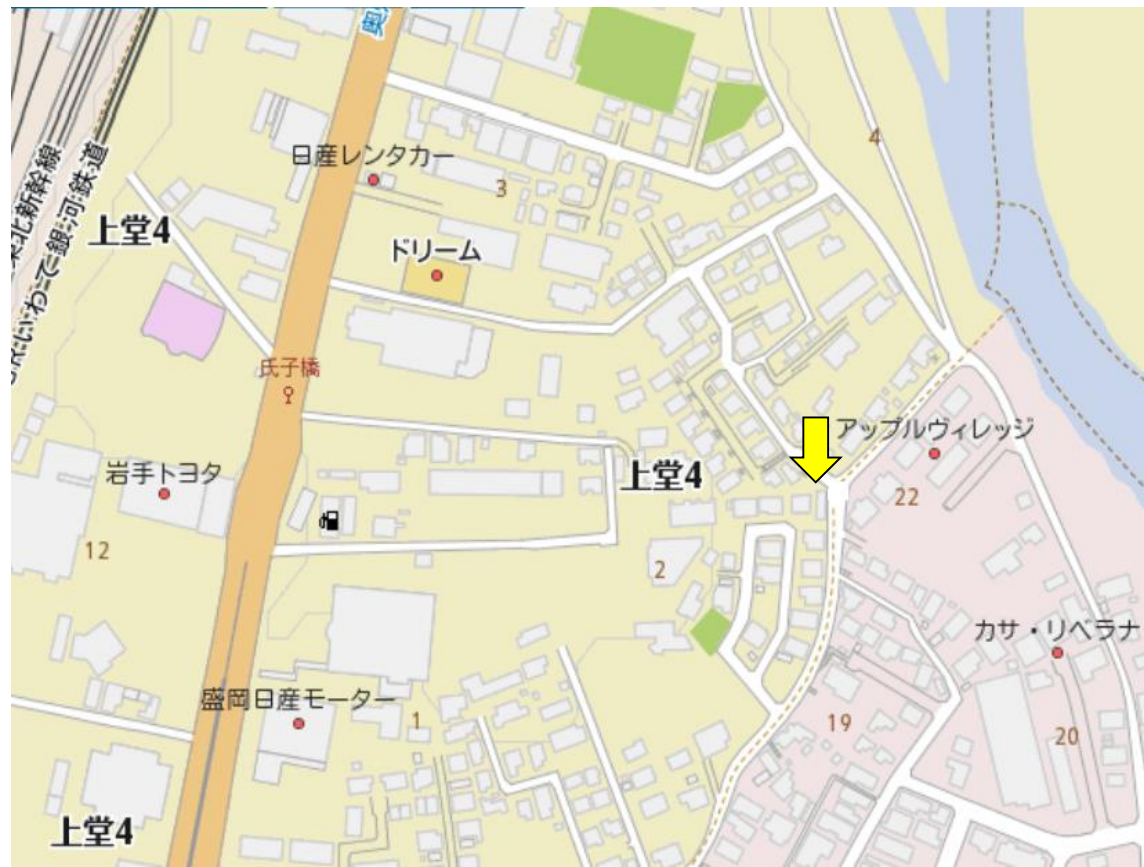 奥
日産レンタカー
3
4
東北新幹線
いわて銀河鉄道
上堂4
ドリーム
氏子橋
アップルヴィレッジ
岩手トヨタ
上堂4
22
12
2
カサ・リベラナ
盛岡日産モーター
1
19
20
上堂4